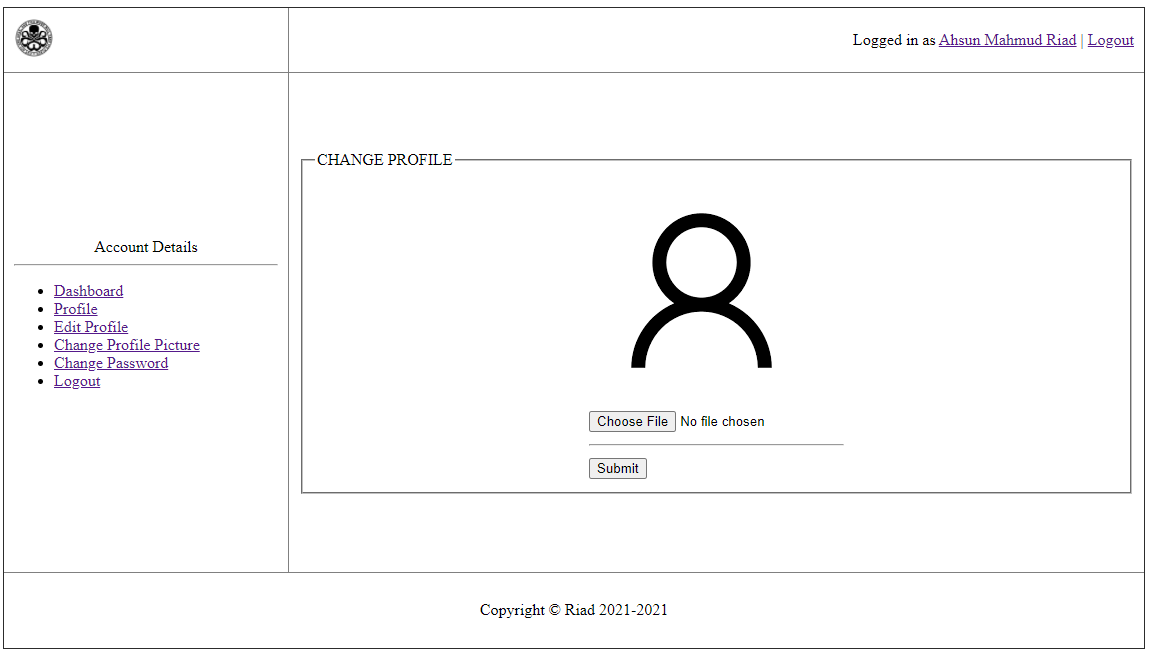 Logged in as Ahsun Mahmud Riad | Logout
CHANGE PROFILE
Account Details
Dashboard
Profile
Edit Profile
Change Profile Picture
Change Password
Logout
Choose File No file chosen
Submit
Copyright © Riad 2021-2021